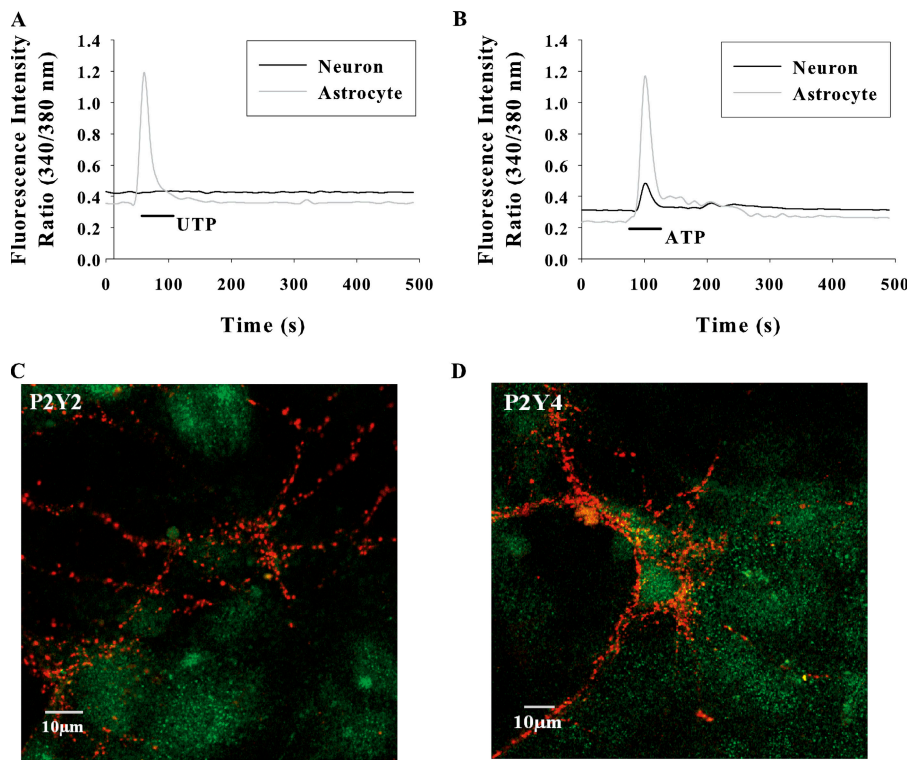 A
Fluorescence Intensity
Ratio (340/380 nm)
1.4
1.2
1.0
0.8
0.6
0.4
0.2
0.0
Neuron
Astrocyte
UTP
0 100 200 300 400 500
Time (s)
B
Fluorescence Intensity
Ratio (340/380 nm)
1.4
1.2
1.0
0.8
0.6
0.4
0.2
0.0
Neuron
Astrocyte
ATP
0 100 200 300 400 500
Time (s)
C
P2Y2
10μm
D
P2Y4
10μm